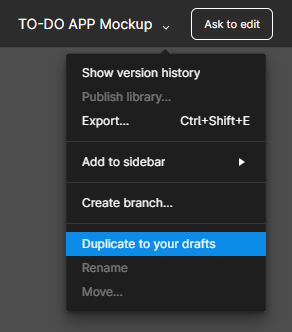 TO-DO APP Mockup Ask to edit
Show version history
Publish library...
Export... Ctrl+Shift+E
Add to sidebar
Create branch...
Duplicate to your drafts
Rename
Move...